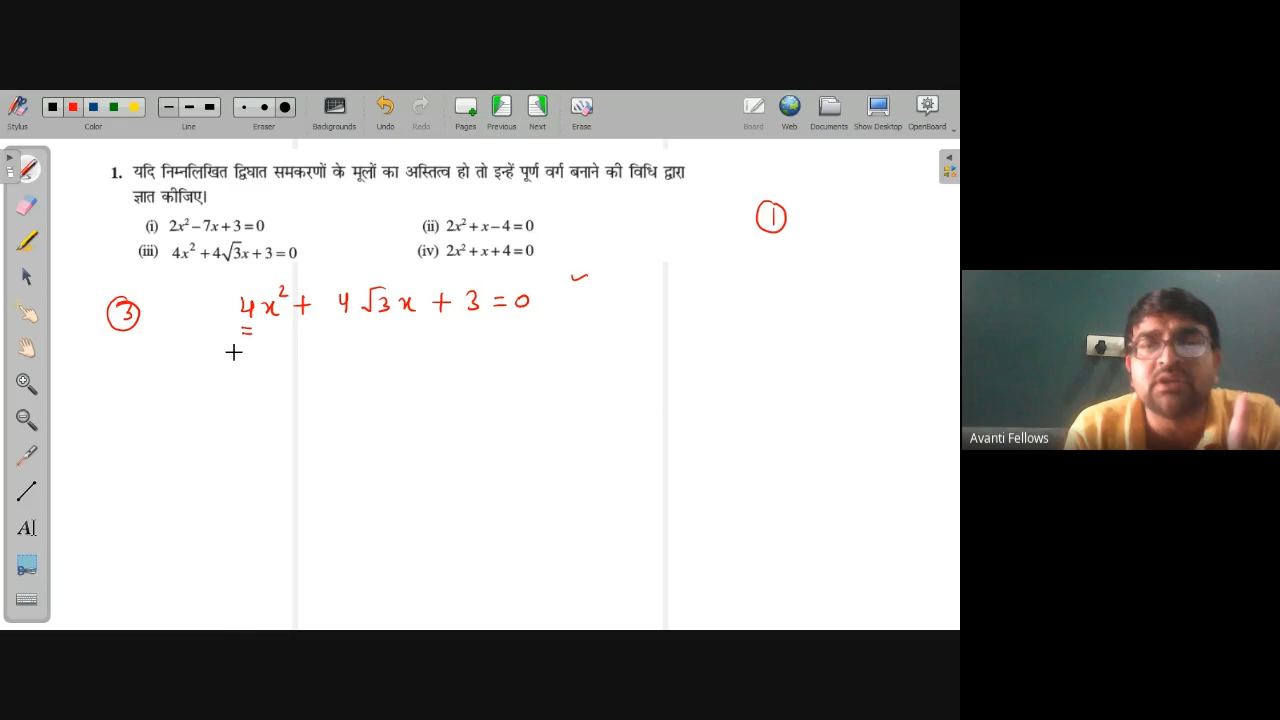 Stylus Color Line Eraser Backgrounds Undo Redo Pages Previous Next Erase Board Web Documents Show Desktop OpenBoard
1. यदि निम्नलिखित द्विघात समकरणों के मूलों का अस्तित्व हो तो इन्हें पूर्ण वर्ग बनाने की विधि द्वारा
ज्ञात कीजिए।
(i) 2x² – 7x + 3 = 0 (ii) 2x² + x – 4 = 0
(iii) 4x² + 4√3x + 3 = 0 (iv) 2x² + x + 4 = 0
1
3 4x² + 4√3x + 3 = 0
=
AI
Avanti Fellows